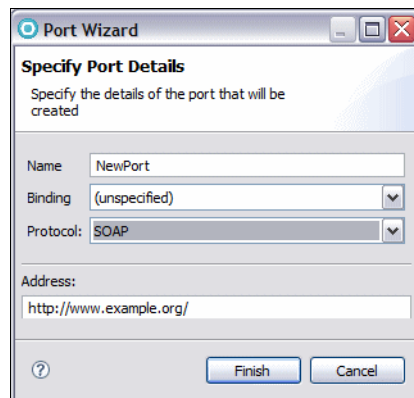 Port Wizard
Specify Port Details
Specify the details of the port that will be
created
Name NewPort
Binding (unspecified)
Protocol: SOAP
Address:
http://www.example.org/
? Finish Cancel